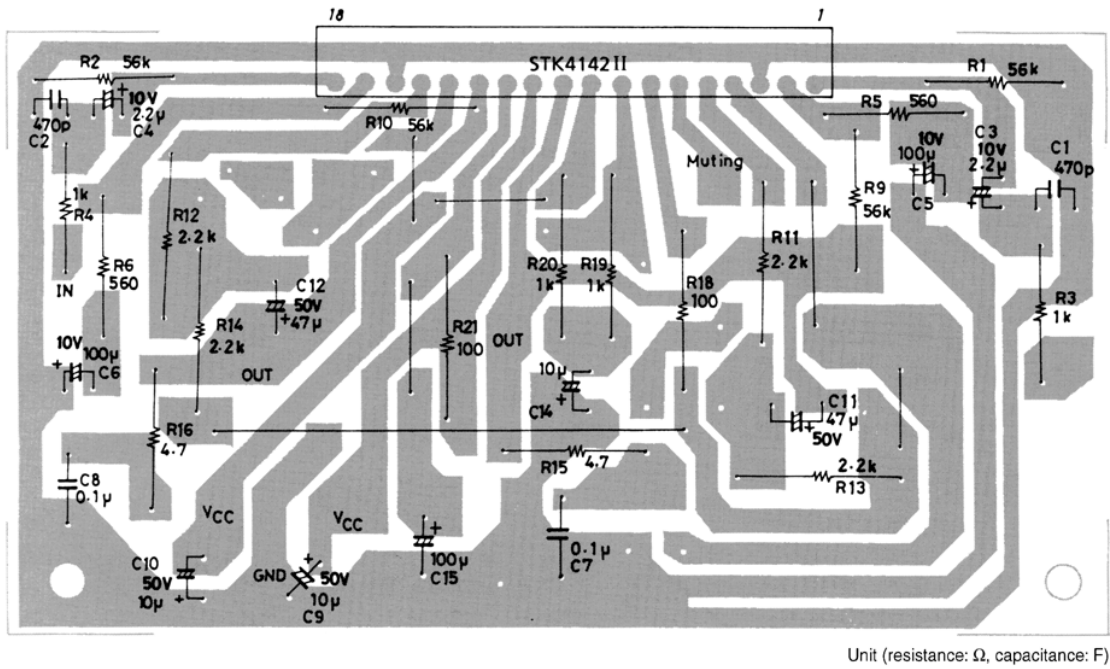 18
1
STK4142II
R2 56k
10V
2.2µ
C4
470p
C2
R10 56k
R1 56k
R5 560
10V
100µ
C5
C3
10V
2.2µ
C1
470p
Muting
1k
R4
R12
2.2k
R9
56k
R6
560
IN
C12
50V
47µ
R20
1k
R19
1k
R18
100
R11
2.2k
R3
1k
R14
2.2k
R21
100
OUT
10V
100µ
C6
OUT
10µ
C14
C11
47µ
50V
R16
4.7
R15 4.7
2.2k
R13
C8
0.1µ
VCC
VCC
C10
50V
10µ
GND
50V
10µ
C9
100µ
C15
0.1µ
C7
Unit (resistance: Ω, capacitance: F)